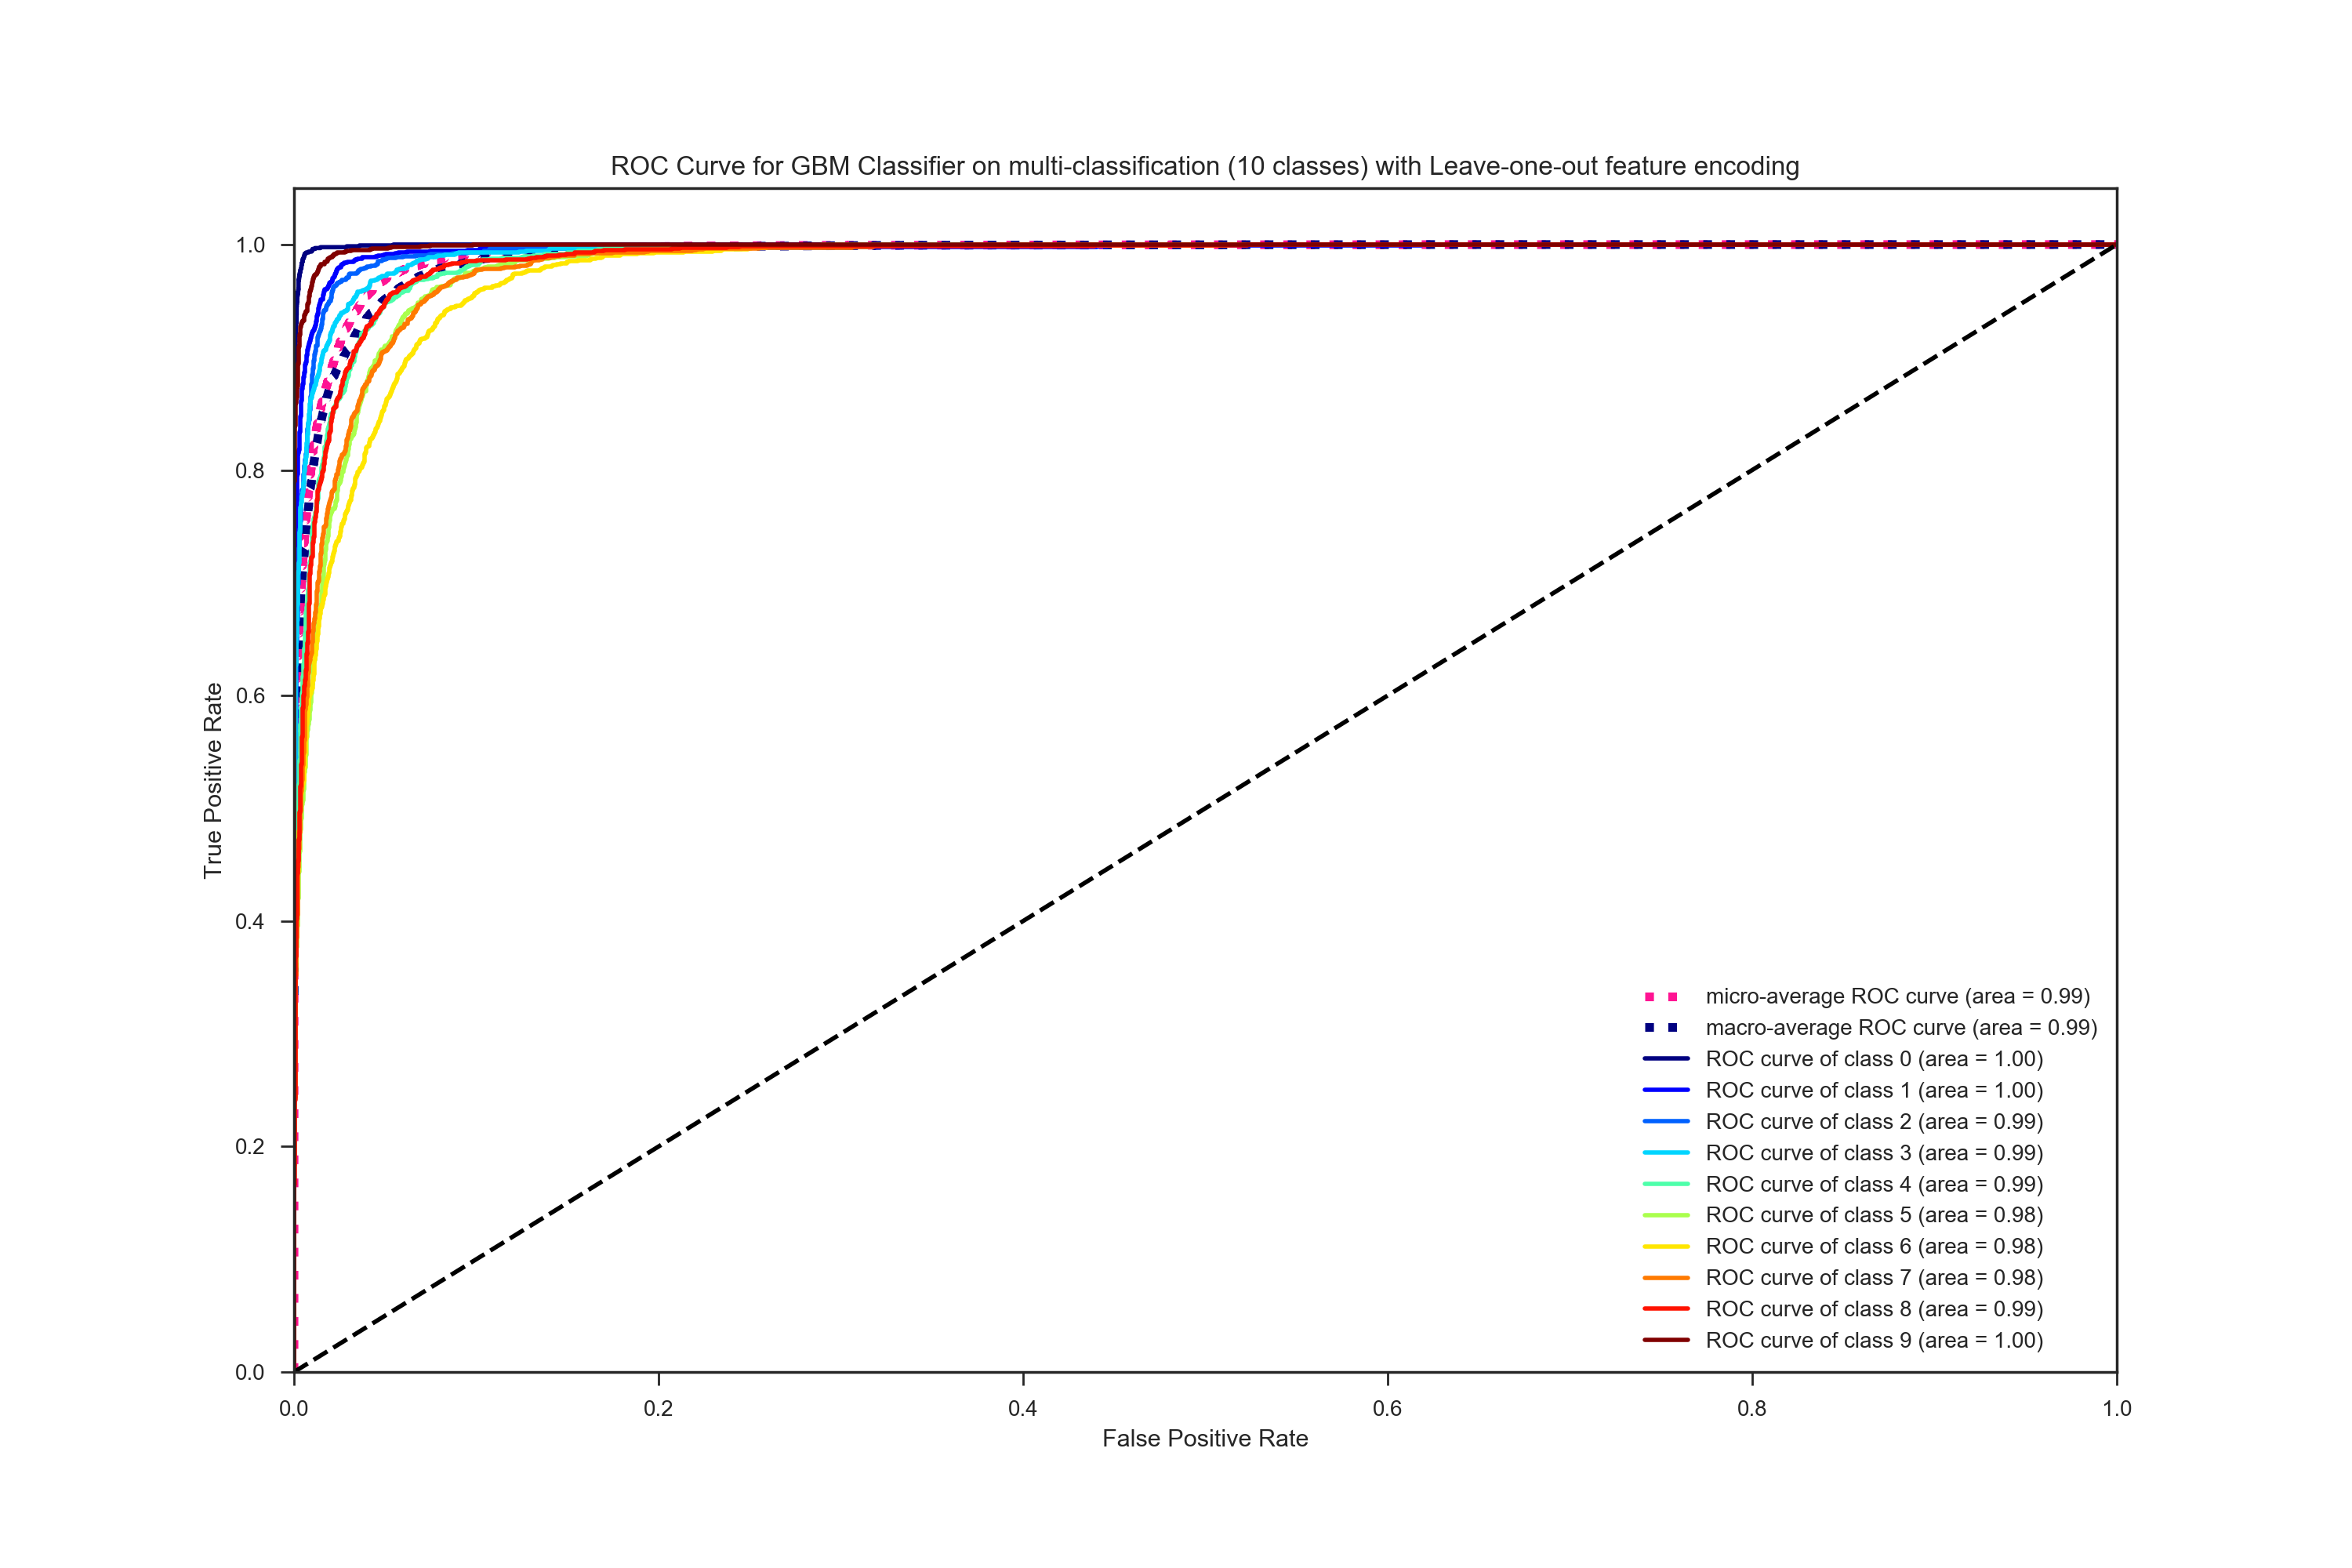 ROC Curve for GBM Classifier on multi-classification (10 classes) with Leave-one-out feature encoding
1.0
0.8
0.6
0.4
0.2
0.0
True Positive Rate
micro-average ROC curve (area = 0.99)
macro-average ROC curve (area = 0.99)
ROC curve of class 0 (area = 1.00)
ROC curve of class 1 (area = 1.00)
ROC curve of class 2 (area = 0.99)
ROC curve of class 3 (area = 0.99)
ROC curve of class 4 (area = 0.99)
ROC curve of class 5 (area = 0.98)
ROC curve of class 6 (area = 0.98)
ROC curve of class 7 (area = 0.98)
ROC curve of class 8 (area = 0.99)
ROC curve of class 9 (area = 1.00)
0.0 0.2 0.4 0.6 0.8 1.0
False Positive Rate